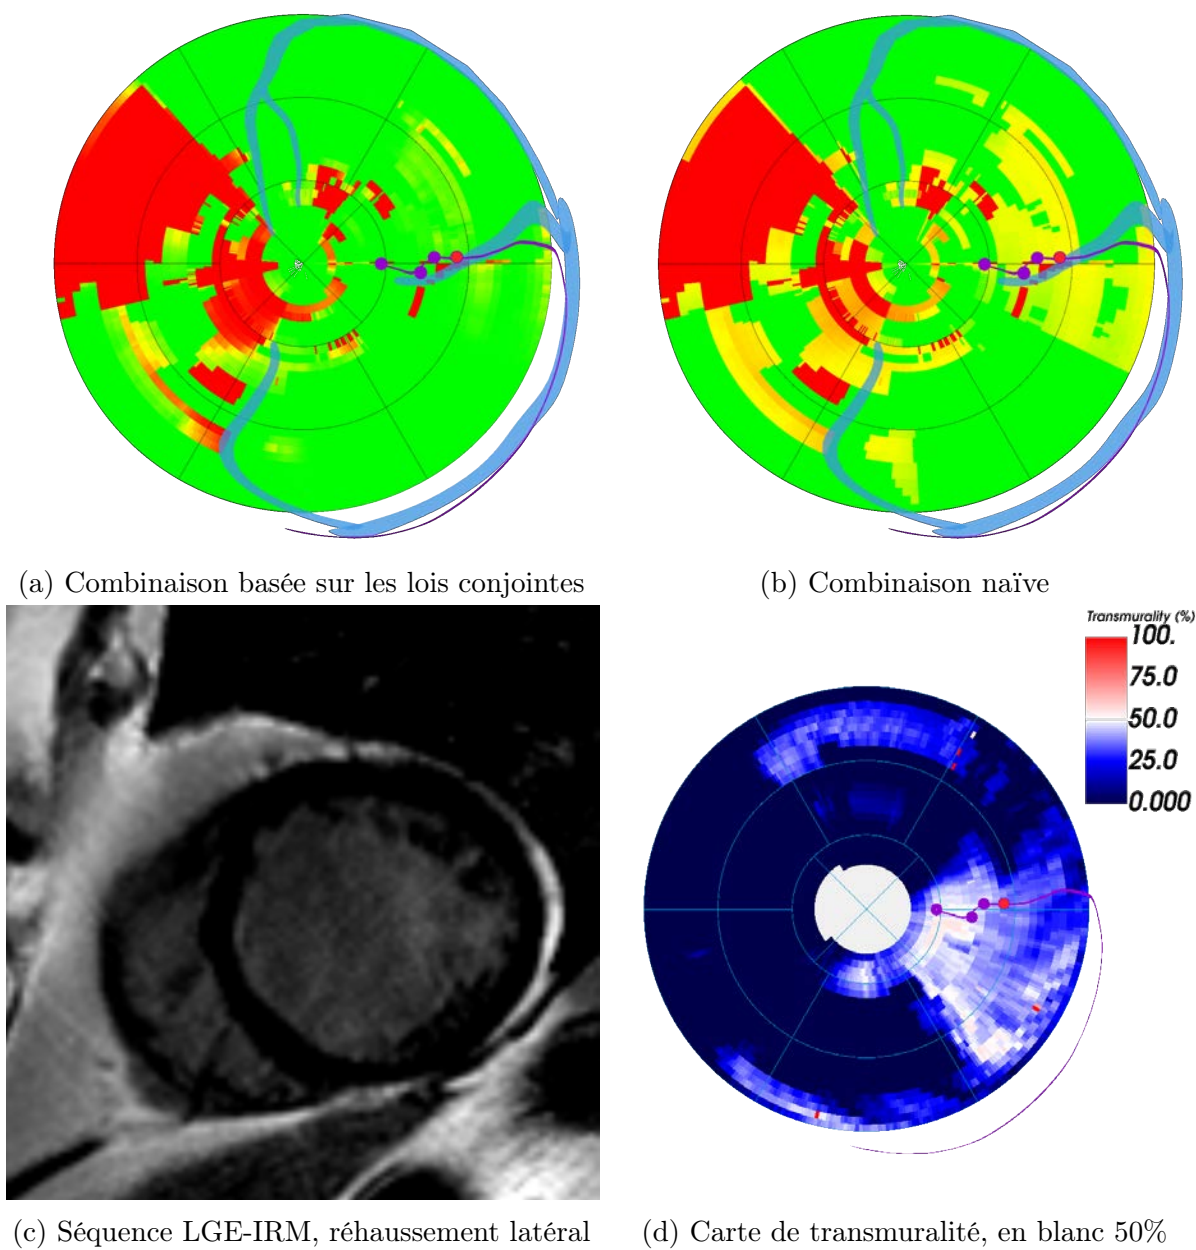 (a) Combinaison basée sur les lois conjointes
(b) Combinaison naïve
Transmurality (%)
100.
75.0
50.0
25.0
0.000
(c) Séquence LGE-IRM, réhaussement latéral
(d) Carte de transmuralité, en blanc 50%